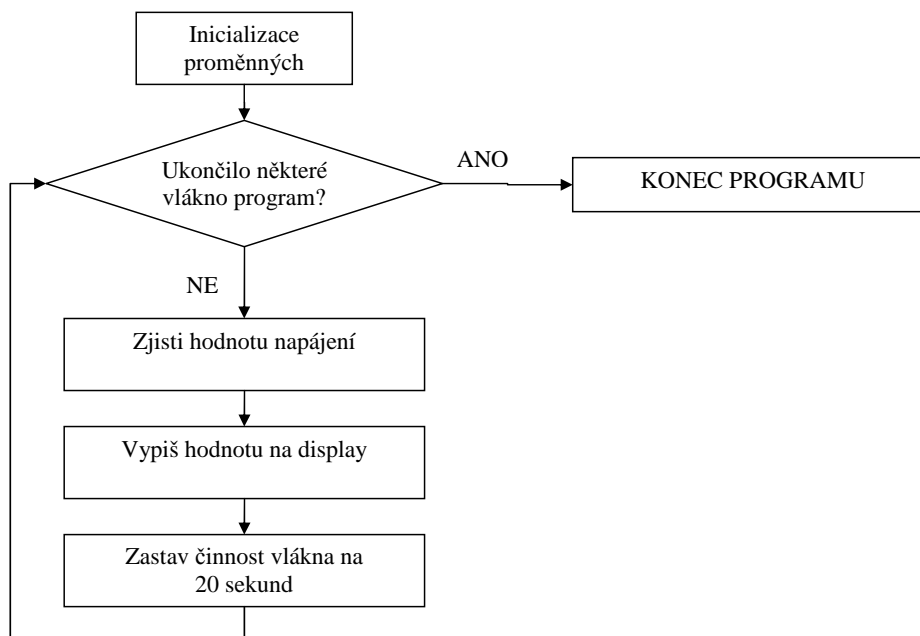 Inicializace
proměnných
Ukončilo některé
vlákno program?
ANO
KONEC PROGRAMU
NE
Zjisti hodnotu napájení
Vypiš hodnotu na display
Zastav činnost vlákna na
20 sekund